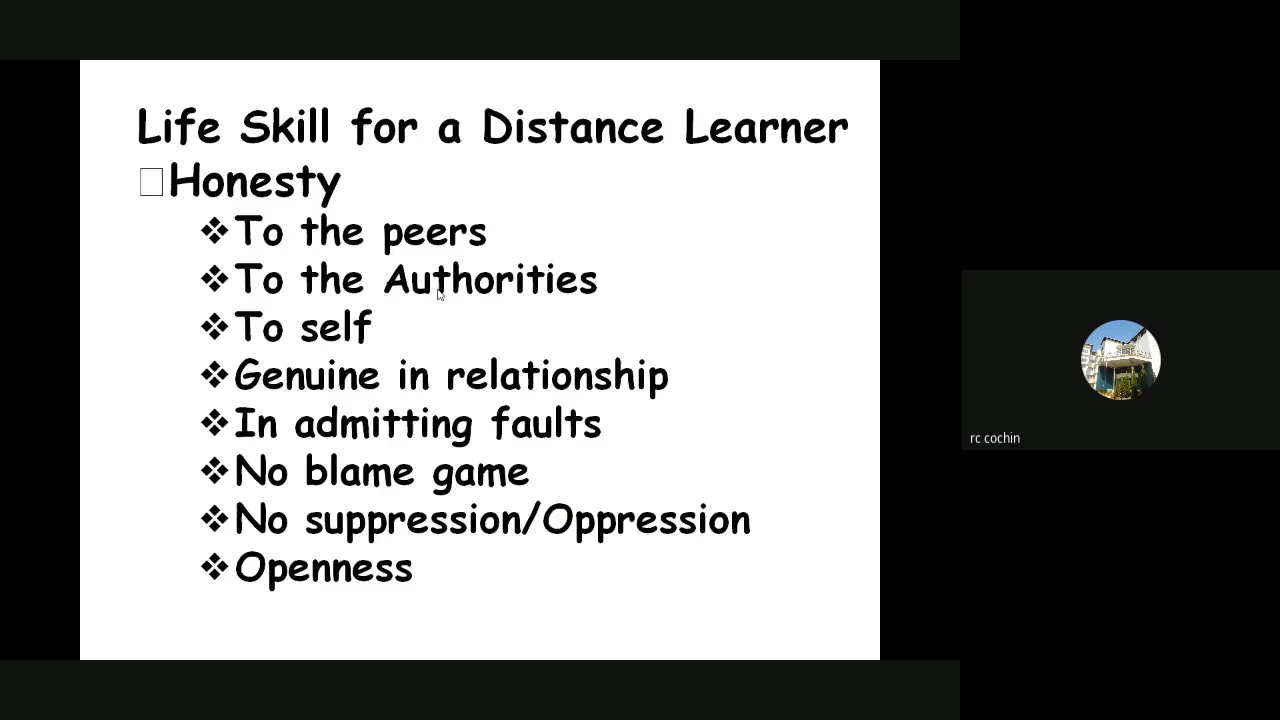 Life Skill for a Distance Learner
Honesty
❖To the peers
❖To the Authorities
❖To self
❖Genuine in relationship
❖In admitting faults
❖No blame game
❖No suppression/Oppression
❖Openness
rc cochin